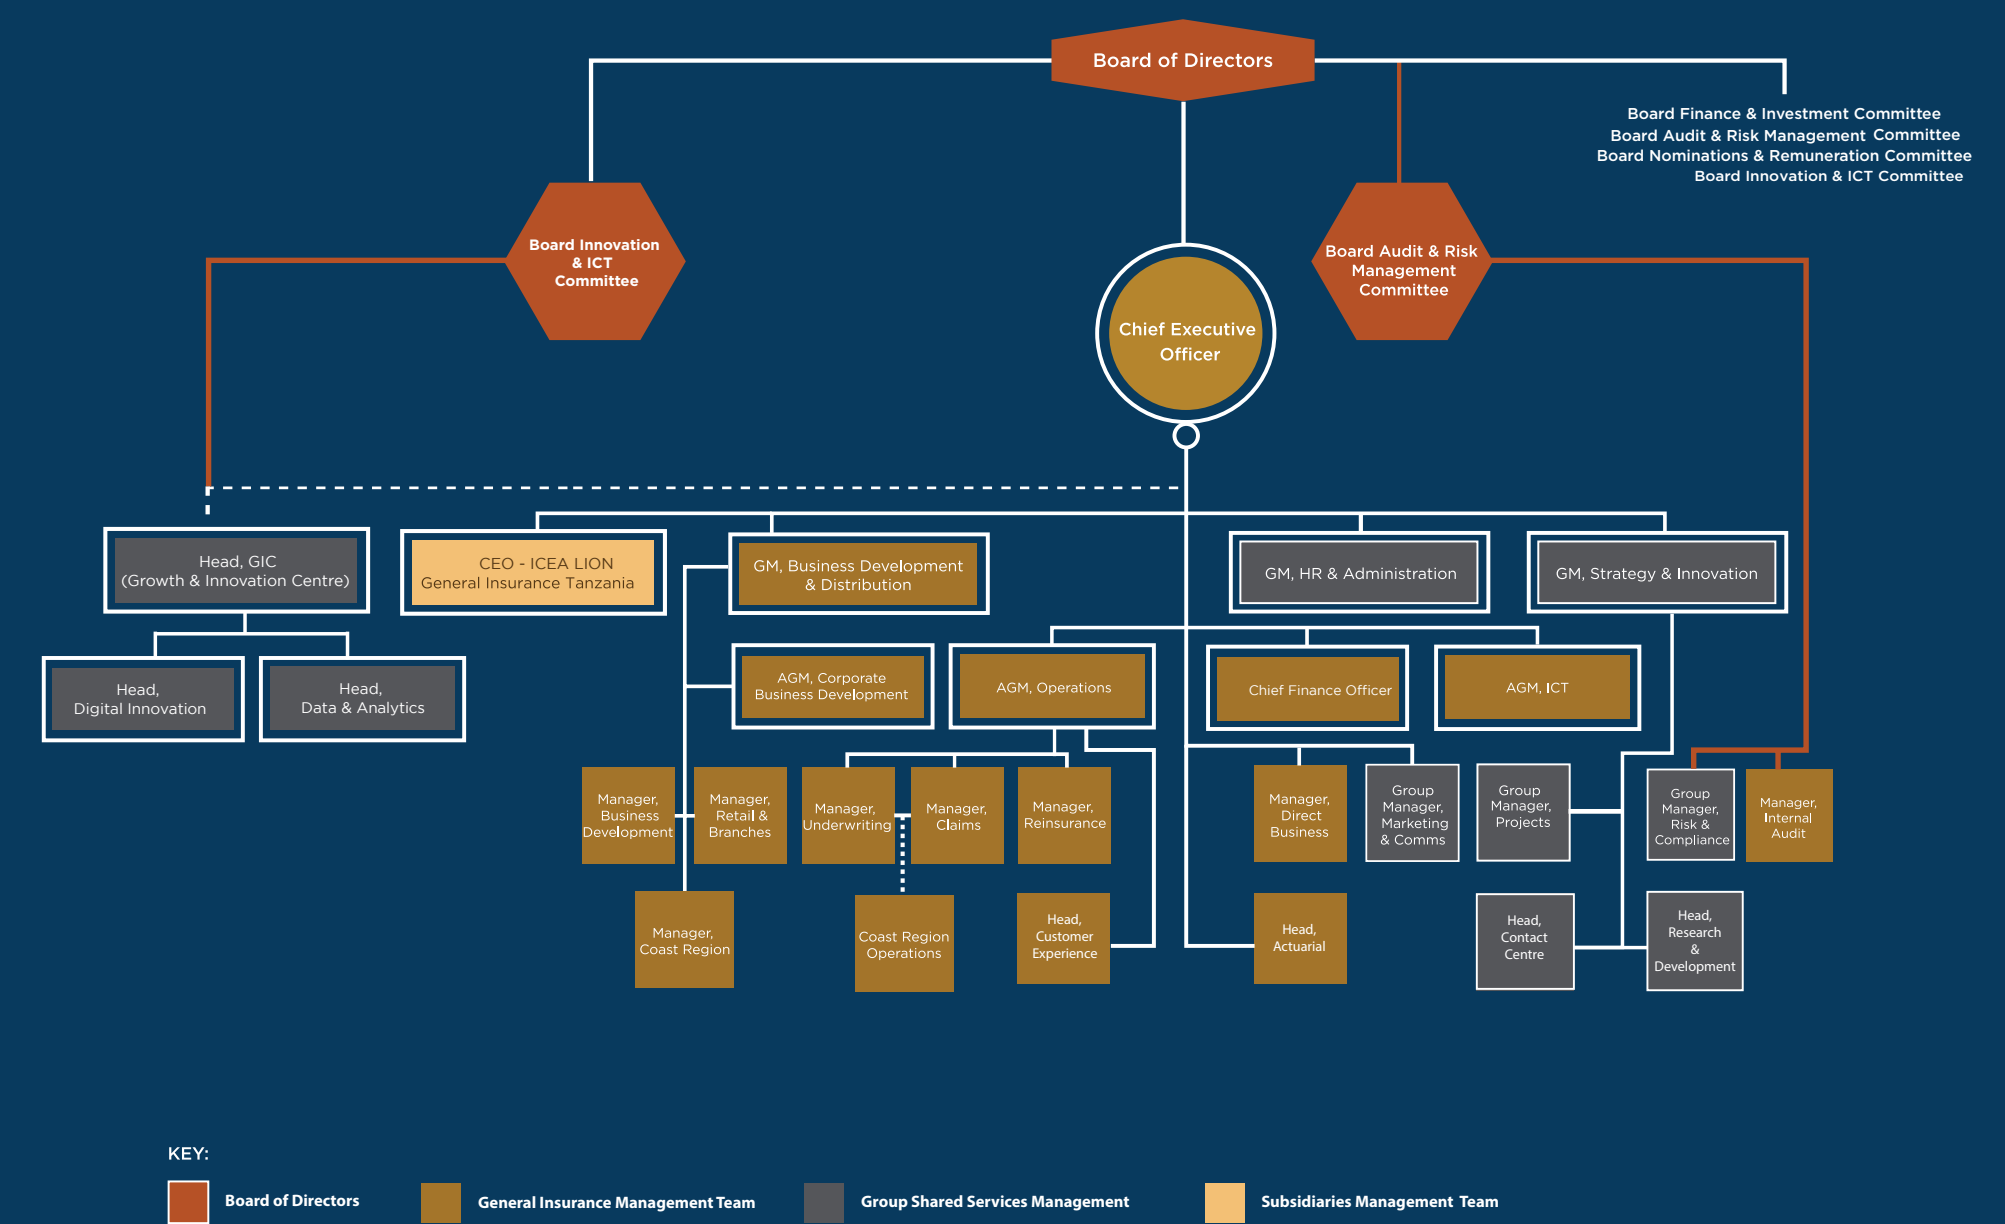 Board of Directors
Board Finance & Investment Committee
Board Audit & Risk Management Committee
Board Nominations & Remuneration Committee
Board Innovation & ICT Committee
Board Innovation
& ICT
Committee
Board Audit & Risk
Management
Committee
Chief Executive
Officer
Head, GIC
(Growth & Innovation Centre)
CEO - ICEA LION
General Insurance Tanzania
GM, Business Development
& Distribution
GM, HR & Administration
GM, Strategy & Innovation
Head,
Digital Innovation
Head,
Data & Analytics
AGM, Corporate
Business Development
AGM, Operations
Chief Finance Officer
AGM, ICT
Manager,
Business
Development
Manager,
Retail &
Branches
Manager,
Underwriting
Manager,
Claims
Manager,
Reinsurance
Manager,
Direct
Business
Group
Manager,
Marketing
& Comms
Group
Manager,
Projects
Group
Manager,
Risk &
Compliance
Manager,
Internal
Audit
Manager,
Coast Region
Coast Region
Operations
Head,
Customer
Experience
Head,
Actuarial
Head,
Contact
Centre
Head,
Research
&
Development
KEY:
Board of Directors
General Insurance Management Team
Group Shared Services Management
Subsidiaries Management Team